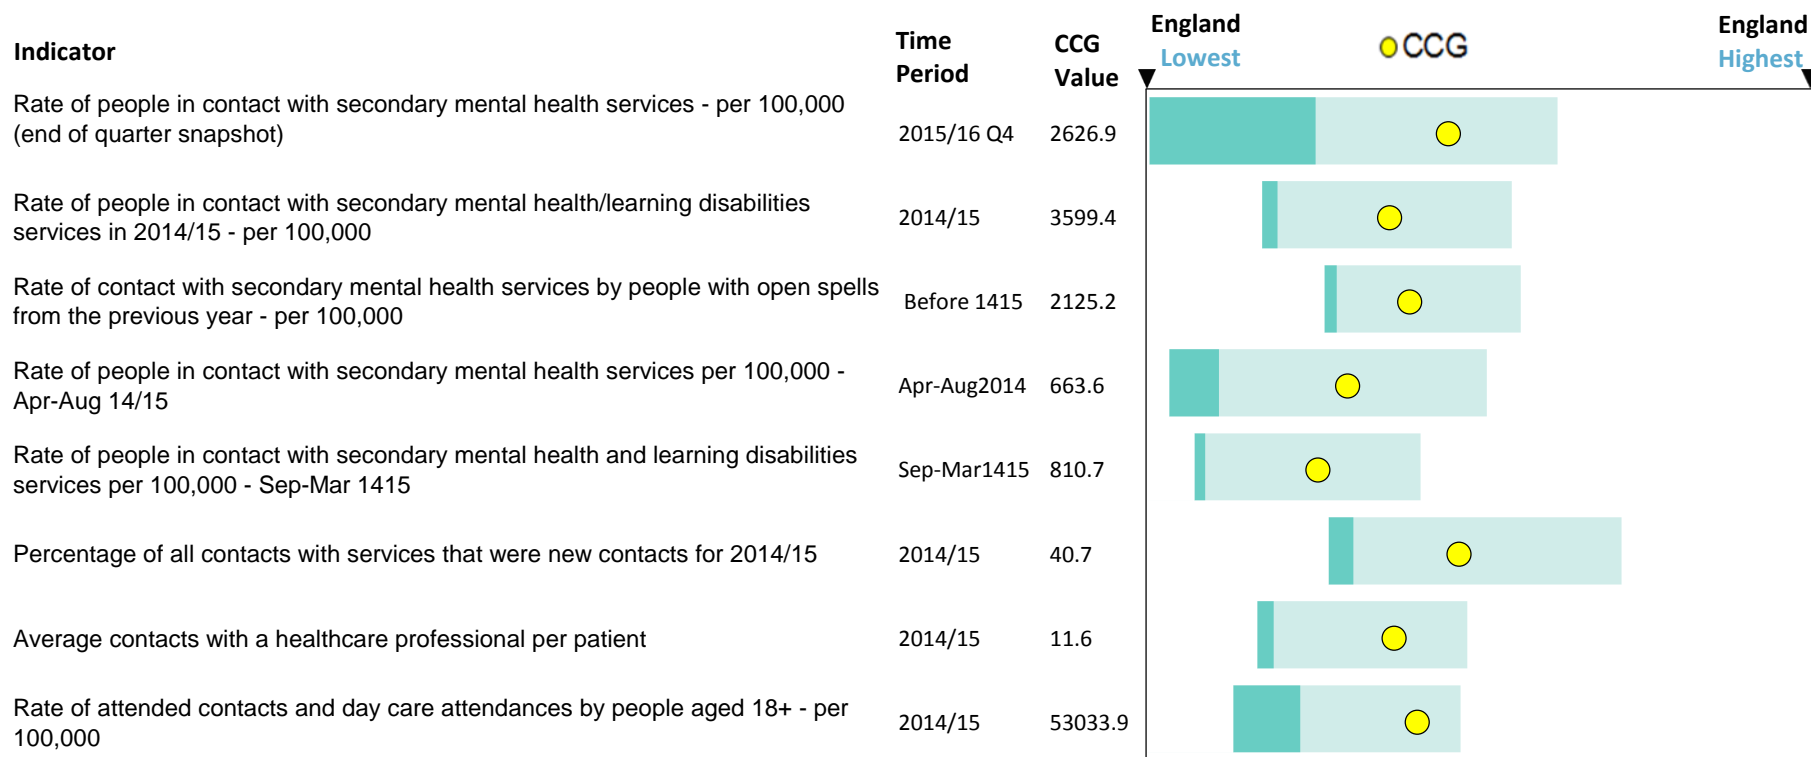 Indicator
Time
Period
CCG
Value
England
Lowest
CCG
England
Highest
Rate of people in contact with secondary mental health services - per 100,000
(end of quarter snapshot)
2015/16 Q4
2626.9
Rate of people in contact with secondary mental health/learning disabilities
services in 2014/15 - per 100,000
2014/15
3599.4
Rate of contact with secondary mental health services by people with open spells
from the previous year - per 100,000
Before 1415
2125.2
Rate of people in contact with secondary mental health services per 100,000 -
Apr-Aug 14/15
Apr-Aug2014
663.6
Rate of people in contact with secondary mental health and learning disabilities
services per 100,000 - Sep-Mar 1415
Sep-Mar1415
810.7
Percentage of all contacts with services that were new contacts for 2014/15
2014/15
40.7
Average contacts with a healthcare professional per patient
2014/15
11.6
Rate of attended contacts and day care attendances by people aged 18+ - per
100,000
2014/15
53033.9